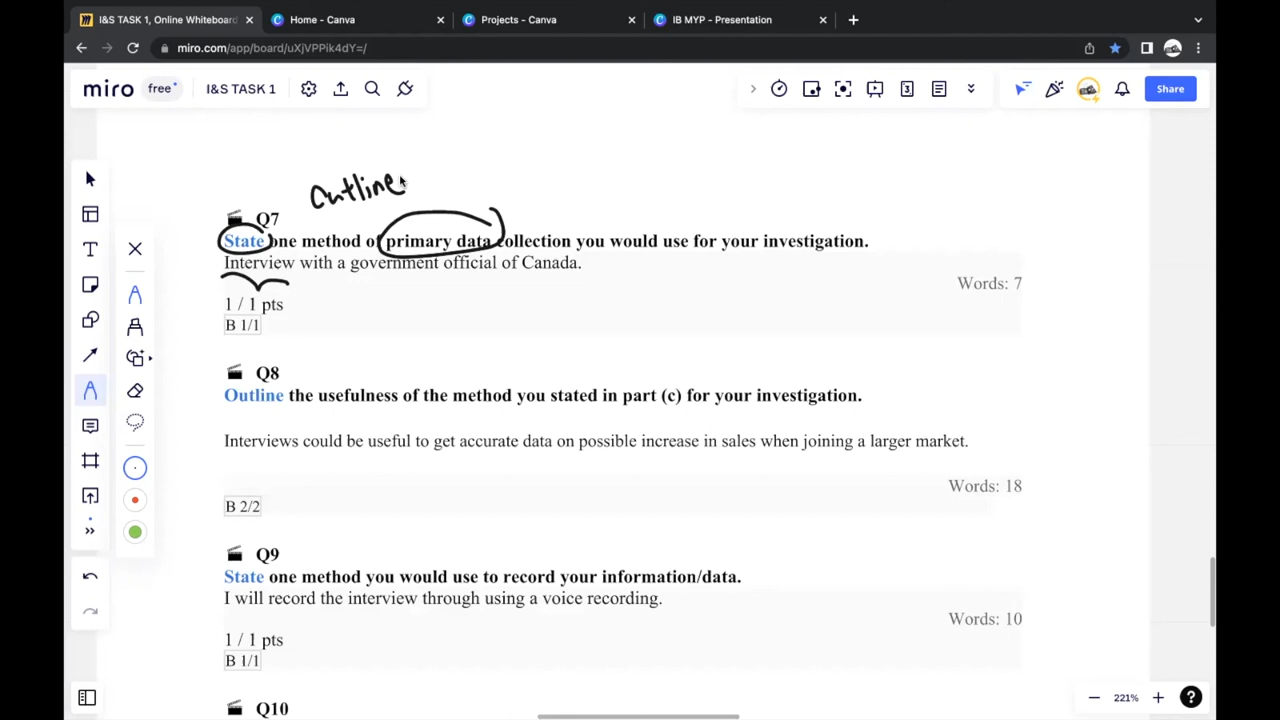 I&S TASK 1, Online Whiteboard
Home - Canva
Projects - Canva
IB MYP - Presentation
miro.com/app/board/uXjVPPik4dY=/
miro free I&S TASK 1
3
Share
Outline
Q7
State one method of primary data collection you would use for your investigation.
Interview with a government official of Canada.
Words: 7
1 / 1 pts
B 1/1
Q8
Outline the usefulness of the method you stated in part (c) for your investigation.
Interviews could be useful to get accurate data on possible increase in sales when joining a larger market.
Words: 18
B 2/2
Q9
State one method you would use to record your information/data.
I will record the interview through using a voice recording.
Words: 10
1 / 1 pts
B 1/1
Q10
221%